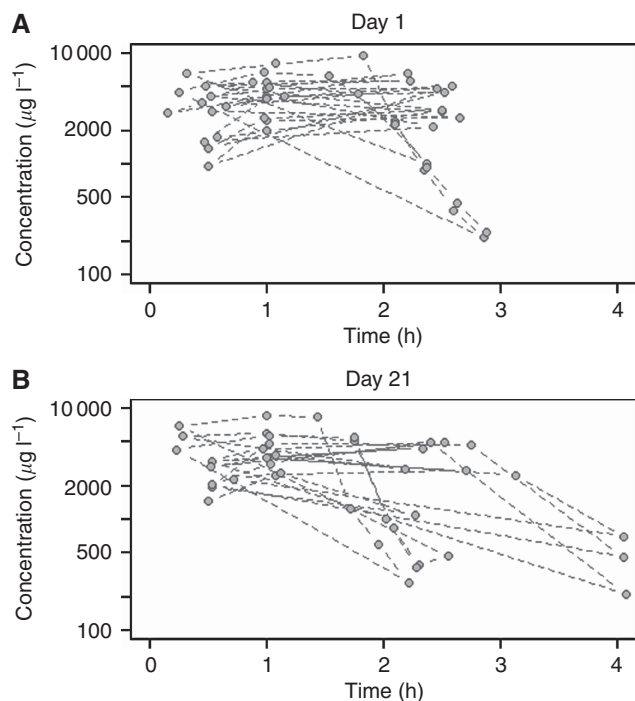 A
Day 1
Concentration (μg l⁻¹)
10 000
2000
500
100
0 1 2 3 4
Time (h)
B
Day 21
Concentration (μg l⁻¹)
10 000
2000
500
100
0 1 2 3 4
Time (h)